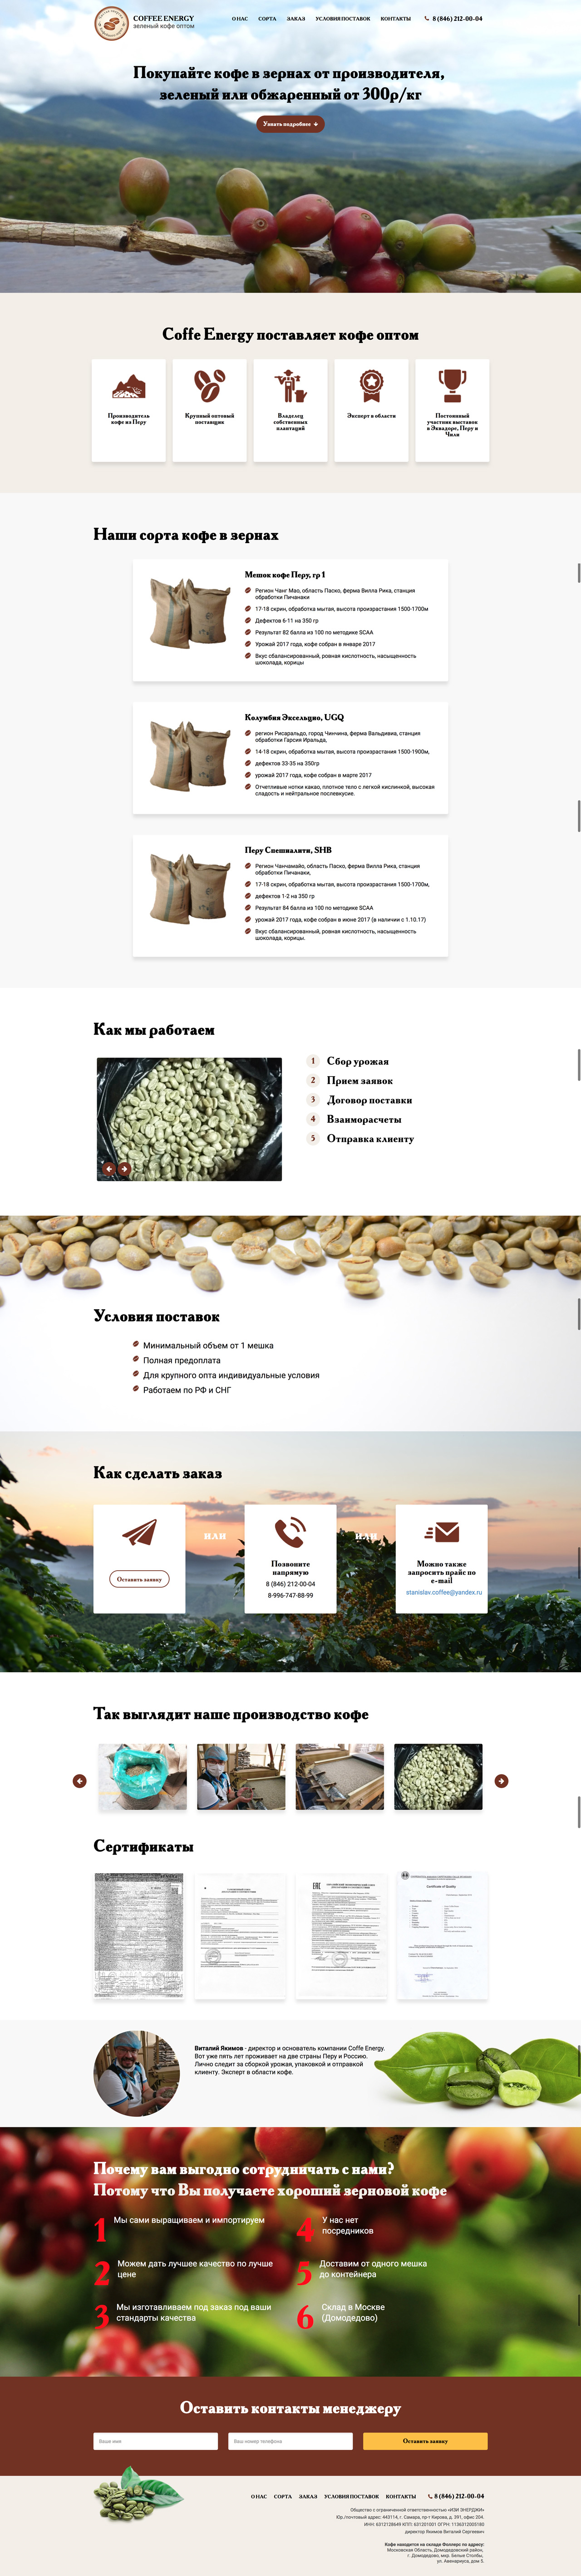 COFFEE ENERGY
зеленый кофе оптом
О НАС СОРТА ЗАКАЗ УСЛОВИЯ ПОСТАВОК КОНТАКТЫ 8 (846) 212-00-04
Покупайте кофе в зернах от производителя,
зеленый или обжаренный от 300р/кг
Узнать подробнее
Coffe Energy поставляет кофе оптом
Производитель
кофе из Перу
Крупный оптовый
поставщик
Владелец
собственных
плантаций
Эксперт в области
Постоянный
участник выставок
в Эквадоре, Перу и
Чили
Наши сорта кофе в зернах
Мешок кофе Перу, гр 1
Регион Чанг Мао, область Паско, ферма Вилла Рика, станция
обработки Пичанаки
17-18 скрин, обработка мытая, высота произрастания 1500-1700м
Дефектов 6-11 на 350 гр
Результат 82 балла из 100 по методике SCAA
Урожай 2017 года, кофе собран в январе 2017
Вкус сбалансированный, ровная кислотность, насыщенность
шоколада, корицы
Колумбия Эксельцио, UGQ
регион Рисаральдо, город Чинчина, ферма Вальдивиа, станция
обработки Гарсия Иральда,
14-18 скрин, обработка мытая, высота произрастания 1500-1900м,
дефектов 33-35 на 350гр
урожай 2017 года, кофе собран в марте 2017
Отчетливые нотки какао, плотное тело с легкой кислинкой, высокая
сладость и нейтральное послевкусие.
Перу Спешиалити, SHB
Регион Чанчамайо, область Паско, ферма Вилла Рика, станция
обработки Пичанаки,
17-18 скрин, обработка мытая, высота произрастания 1500-1700м,
дефектов 1-2 на 350 гр
Результат 84 балла из 100 по методике SCAA
урожай 2017 года, кофе собран в июне 2017 (в наличии с 1.10.17)
Вкус сбалансированный, ровная кислотность, насыщенность
шоколада, корицы.
Как мы работаем
1 Сбор урожая
2 Прием заявок
3 Договор поставки
4 Взаиморасчеты
5 Отправка клиенту
Условия поставок
Минимальный объем от 1 мешка
Полная предоплата
Для крупного опта индивидуальные условия
Работаем по РФ и СНГ
Как сделать заказ
Оставить заявку
или
Позвоните
напрямую
8 (846) 212-00-04
8-996-747-88-99
или
Можно также
запросить прайс по
e-mail
stanislav.coffee@yandex.ru
Так выглядит наше производство кофе
Сертификаты
Certificate of Quality
Виталий Якимов - директор и основатель компании Coffe Energy.
Вот уже пять лет проживает на две страны Перу и Россию.
Лично следит за сборкой урожая, упаковкой и отправкой
клиенту. Эксперт в области кофе.
Почему вам выгодно сотрудничать с нами?
Потому что Вы получаете хороший зерновой кофе
1 Мы сами выращиваем и импортируем
2 Можем дать лучшее качество по лучше
цене
3 Мы изготавливаем под заказ под ваши
стандарты качества
4 У нас нет
посредников
5 Доставим от одного мешка
до контейнера
6 Склад в Москве
(Домодедово)
Оставить контакты менеджеру
Ваше имя
Ваш номер телефона
Оставить заявку
О НАС СОРТА ЗАКАЗ УСЛОВИЯ ПОСТАВОК КОНТАКТЫ 8 (846) 212-00-04
Общество с ограниченной ответственностью «ИЗИ ЭНЕРДЖИ»
Юр./почтовый адрес: 443114, г. Самара, пр-т Кирова, д. 391, офис 204.
ИНН: 6312128649 КПП: 631201001 ОГРН: 1136312005180
директор Якимов Виталий Сергеевич
Кофе находится на складе Фоллерс по адресу:
Московская Область, Домодедовский район,
г. Домодедово, мкр. Белые Столбы,
ул. Авенариуса, дом 5.